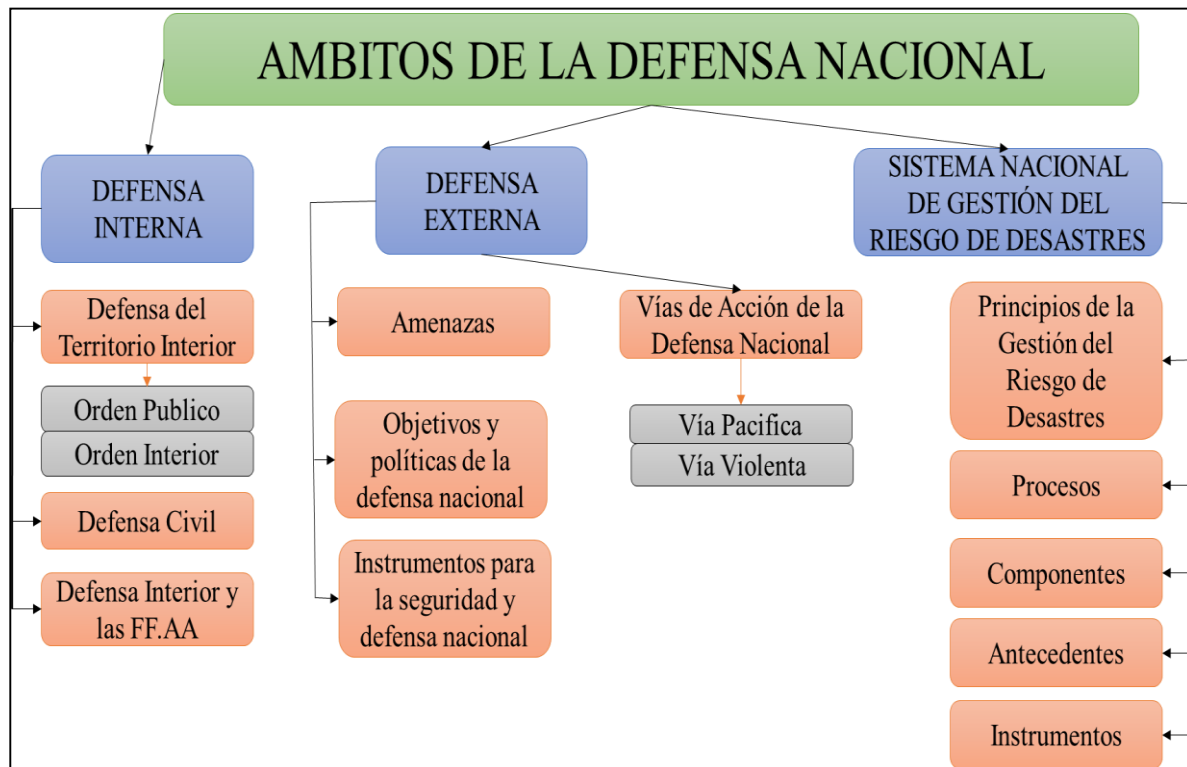 AMBITOS DE LA DEFENSA NACIONAL
DEFENSA
INTERNA
Defensa del
Territorio Interior
Orden Publico
Orden Interior
Defensa Civil
Defensa Interior y
las FF.AA
DEFENSA
EXTERNA
Amenazas
Objetivos y
políticas de la
defensa nacional
Instrumentos para
la seguridad y
defensa nacional
Vías de Acción de la
Defensa Nacional
Vía Pacifica
Vía Violenta
SISTEMA NACIONAL
DE GESTIÓN DEL
RIESGO DE DESASTRES
Principios de la
Gestión del
Riesgo de
Desastres
Procesos
Componentes
Antecedentes
Instrumentos